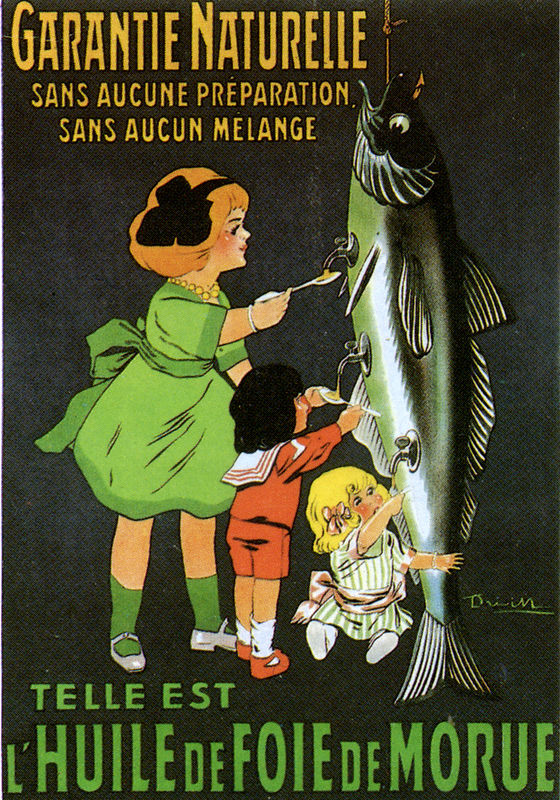 GARANTIE NATURELLE
SANS AUCUNE PRÉPARATION,
SANS AUCUN MELANGE
TELLE EST
L'HUILE DE FOIE DE MORUE